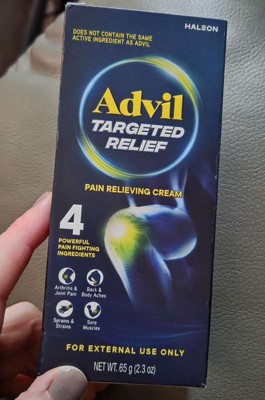 HALEON
DOES NOT CONTAIN THE SAME
ACTIVE INGREDIENT AS ADVIL
Advil
TARGETED
RELIEF
PAIN RELIEVING CREAM
4
POWERFUL
PAIN FIGHTING
INGREDIENTS
Arthritis &
Joint Pain
Back &
Body Aches
Sprains &
Strains
Sore
Muscles
FOR EXTERNAL USE ONLY
NET WT. 65 g (2.3 oz)